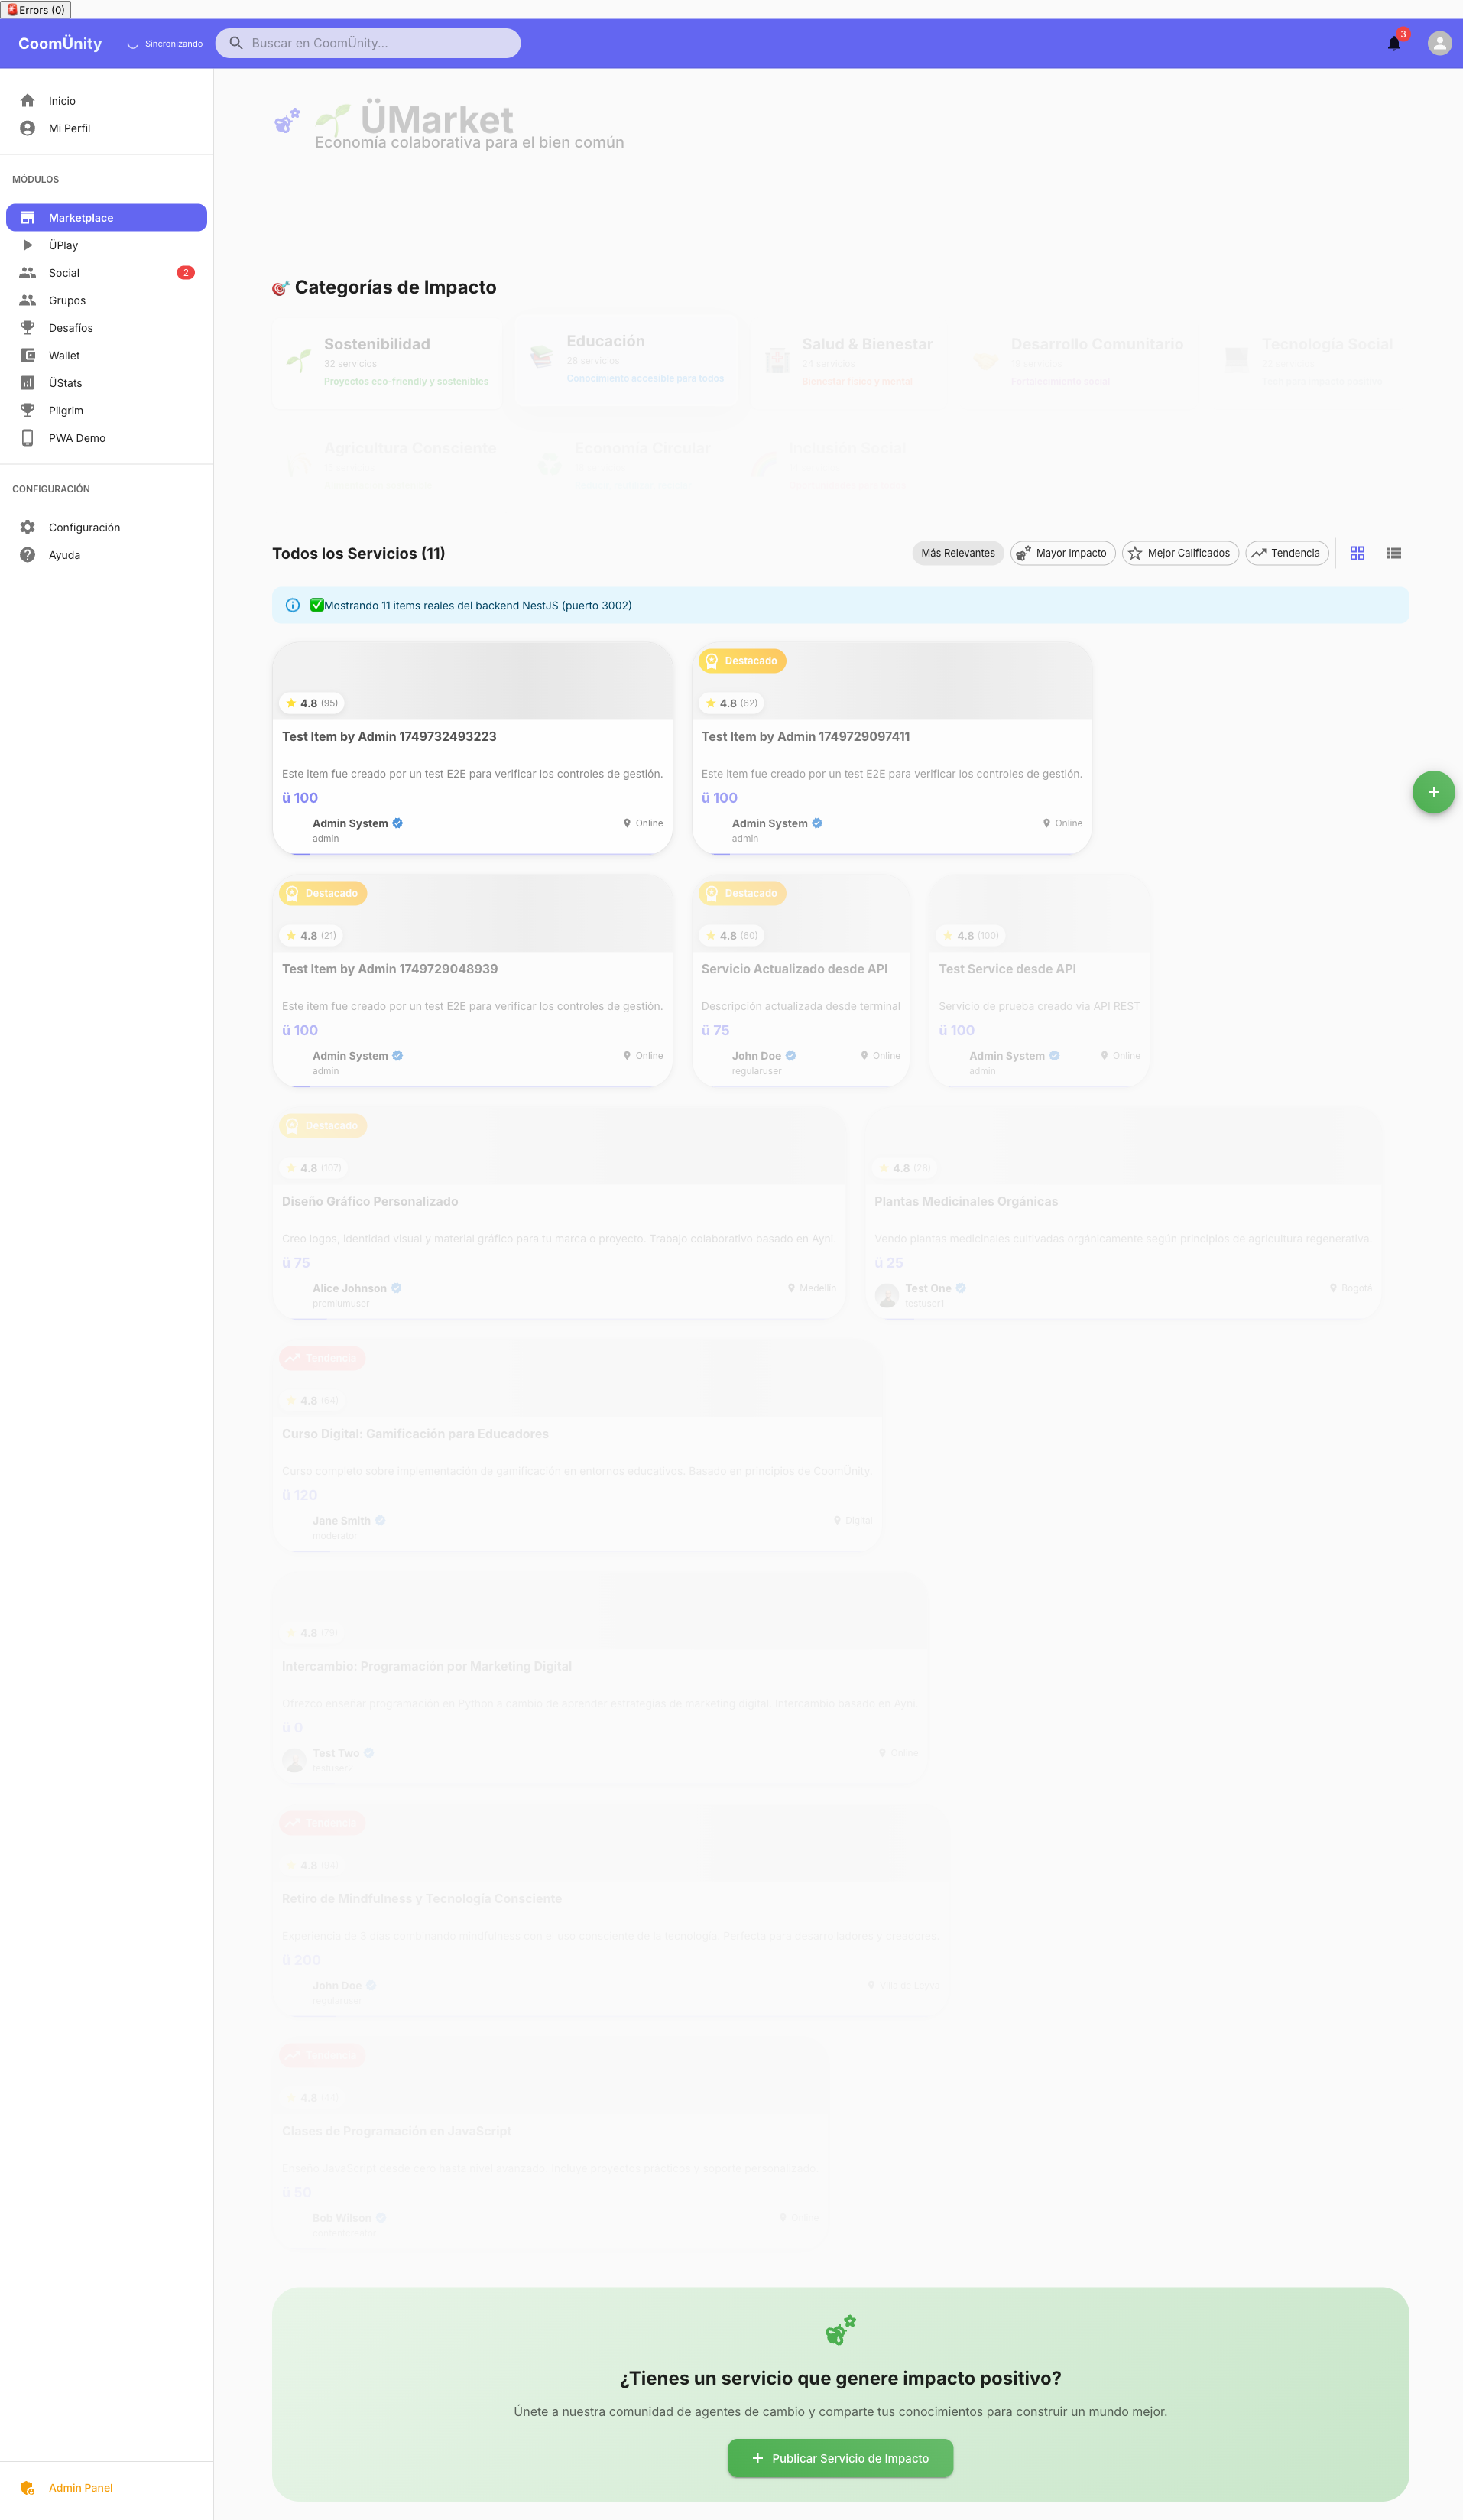 Errors (0)
CoomÜnity
Sincronizando
Buscar en CoomÜnity...
3
Inicio
Mi Perfil
MÓDULOS
Marketplace
ÜPlay
Social
2
Grupos
Desafíos
Wallet
ÜStats
Pilgrim
PWA Demo
CONFIGURACIÓN
Configuración
Ayuda
Admin Panel
ÜMarket
Economía colaborativa para el bien común
Categorías de Impacto
Sostenibilidad
32 servicios
Proyectos eco-friendly y sostenibles
Educación
28 servicios
Conocimiento accesible para todos
Salud & Bienestar
24 servicios
Bienestar físico y mental
Desarrollo Comunitario
Fortalecimiento social
Tecnología Social
Agricultura Consciente
Economía Circular
Inclusión Social
Todos los Servicios (11)
Más Relevantes
Mayor Impacto
Mejor Calificados
Tendencia
Mostrando 11 items reales del backend NestJS (puerto 3002)
4.8 (95)
Test Item by Admin 1749732493223
Este item fue creado por un test E2E para verificar los controles de gestión.
ü 100
Admin System
Online
admin
Destacado
4.8 (62)
Test Item by Admin 1749729097411
Este item fue creado por un test E2E para verificar los controles de gestión.
ü 100
Admin System
Online
admin
Destacado
4.8 (21)
Test Item by Admin 1749729048939
Este item fue creado por un test E2E para verificar los controles de gestión.
ü 100
Admin System
Online
admin
Destacado
4.8 (60)
Servicio Actualizado desde API
Descripción actualizada desde terminal
ü 75
John Doe
Online
regularuser
4.8 (100)
Test Service desde API
Servicio de prueba creado via API REST
ü 100
Admin System
Online
admin
Destacado
4.8 (107)
Diseño Gráfico Personalizado
Creo logos, identidad visual y material gráfico para tu marca o proyecto. Trabajo colaborativo basado en Ayni.
ü 75
Alice Johnson
Medellín
premiumuser
4.8 (28)
Plantas Medicinales Orgánicas
Vendo plantas medicinales cultivadas orgánicamente según principios de agricultura regenerativa.
ü 25
Test One
Bogotá
testuser1
Tendencia
4.8 (64)
Curso Digital: Gamificación para Educadores
Curso completo sobre implementación de gamificación en entornos educativos. Basado en principios de CoomÜnity.
ü 120
Jane Smith
Digital
moderator
4.8 (79)
Intercambio: Programación por Marketing Digital
Ofrezco enseñar programación en Python a cambio de aprender estrategias de marketing digital. Intercambio basado en Ayni.
ü 0
Test Two
Online
4.8
Retiro de Mindfulness y Tecnología Consciente
ü 200
John Doe
4.8
Clases de Programación en JavaScript
ü 50
Bob Wilson
¿Tienes un servicio que genere impacto positivo?
Únete a nuestra comunidad de agentes de cambio y comparte tus conocimientos para construir un mundo mejor.
Publicar Servicio de Impacto